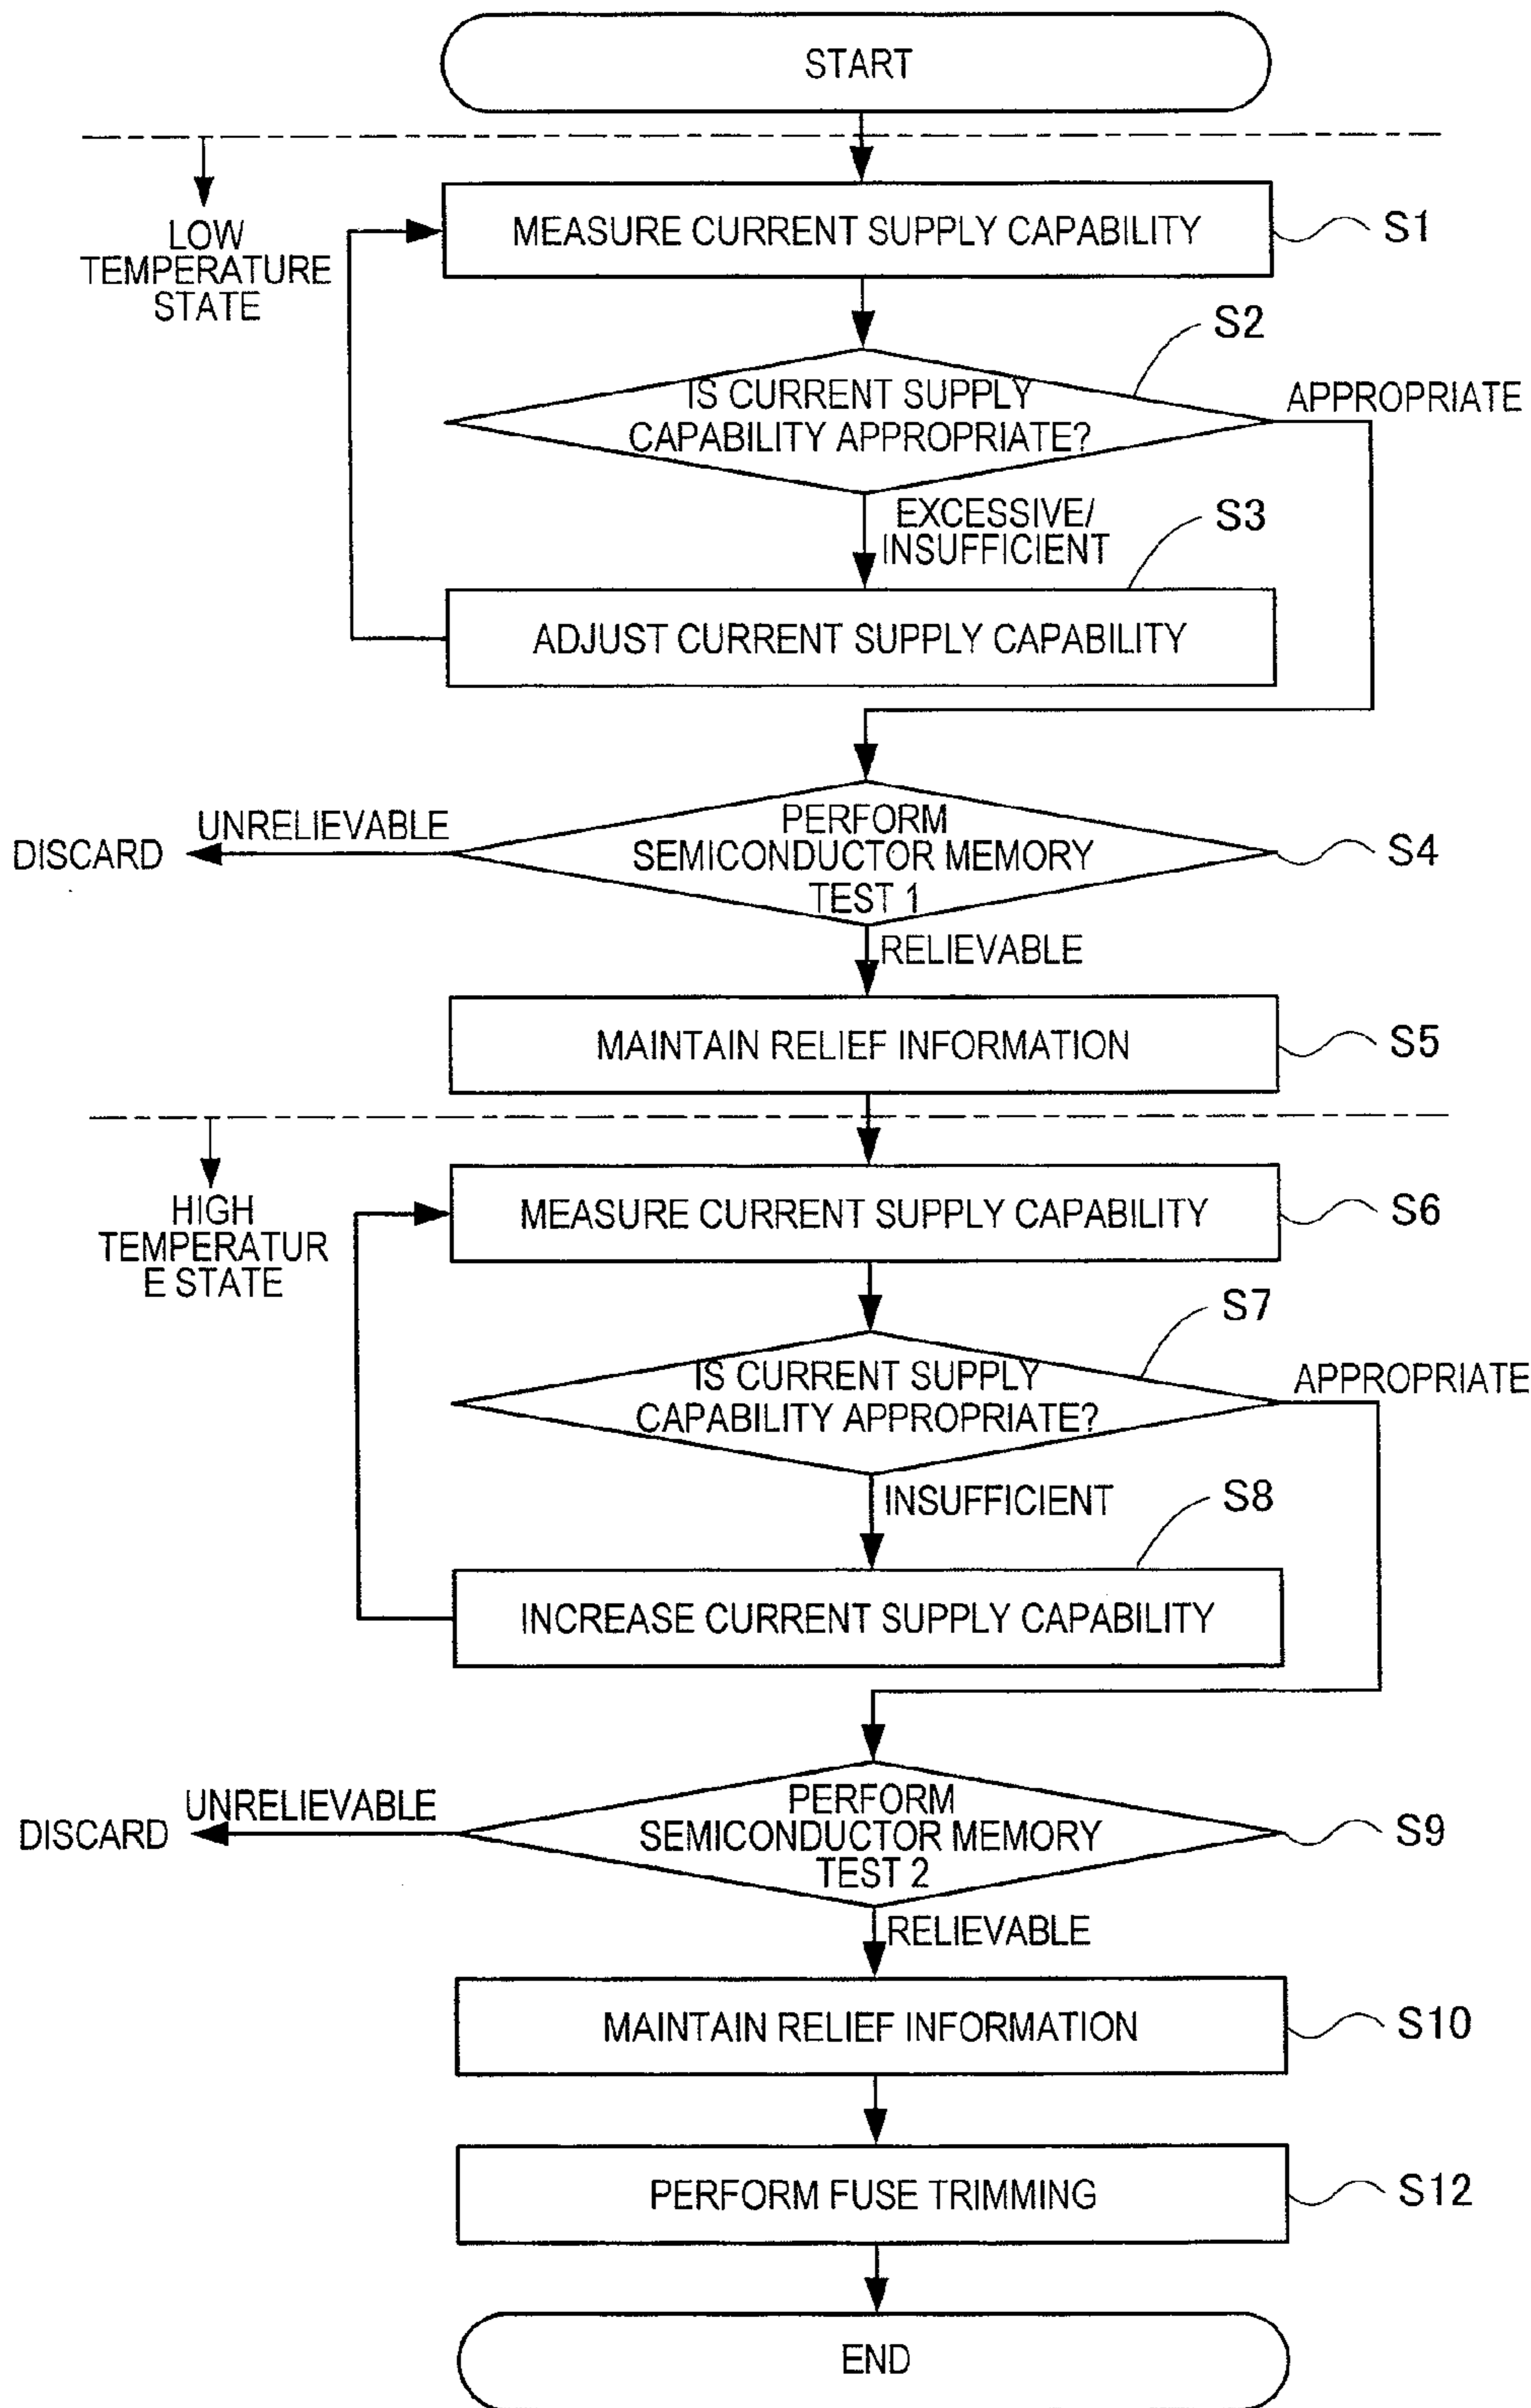 START
LOW
TEMPERATURE
STATE
MEASURE CURRENT SUPPLY CAPABILITY
S1
S2
IS CURRENT SUPPLY
CAPABILITY APPROPRIATE?
APPROPRIATE
EXCESSIVE/
INSUFFICIENT
S3
ADJUST CURRENT SUPPLY CAPABILITY
DISCARD
UNRELIEVABLE
PERFORM
SEMICONDUCTOR MEMORY
TEST 1
S4
RELIEVABLE
MAINTAIN RELIEF INFORMATION
S5
HIGH
TEMPERATUR
E STATE
MEASURE CURRENT SUPPLY CAPABILITY
S6
S7
IS CURRENT SUPPLY
CAPABILITY APPROPRIATE?
APPROPRIATE
INSUFFICIENT
S8
INCREASE CURRENT SUPPLY CAPABILITY
DISCARD
UNRELIEVABLE
PERFORM
SEMICONDUCTOR MEMORY
TEST 2
S9
RELIEVABLE
MAINTAIN RELIEF INFORMATION
S10
PERFORM FUSE TRIMMING
S12
END